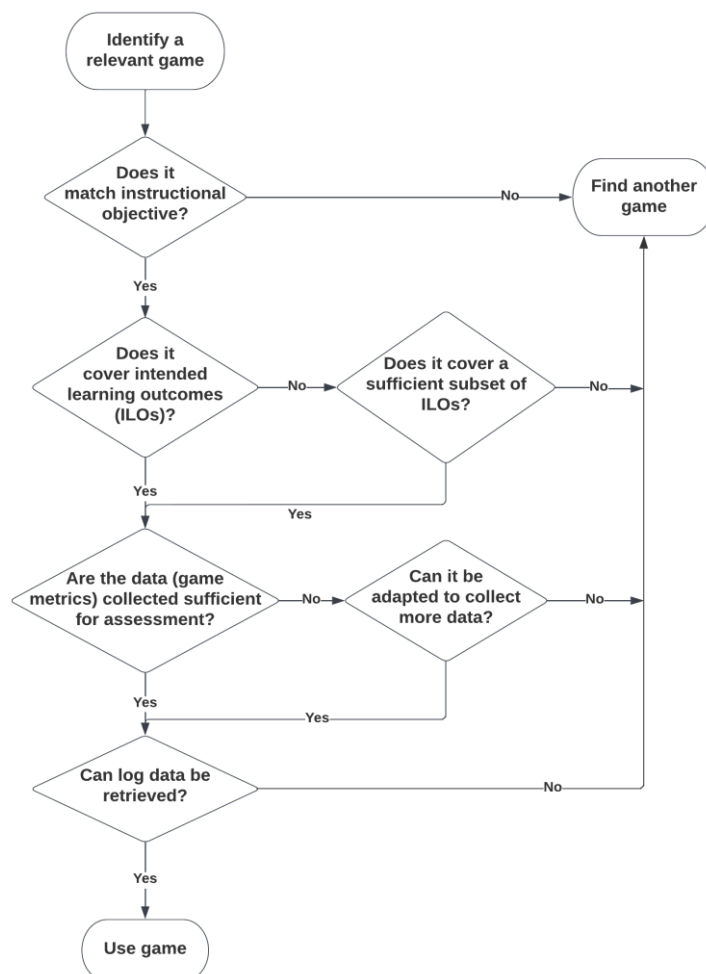 Identify a
relevant game
Does it
match instructional
objective?
No
Find another
game
Yes
Does it
cover intended
learning outcomes
(ILOs)?
No
Does it cover a
sufficient subset of
ILOs?
No
Yes
Yes
Are the data (game
metrics) collected sufficient
for assessment?
No
Can it be
adapted to collect
more data?
No
Yes
Yes
Can log data be
retrieved?
No
Yes
Use game